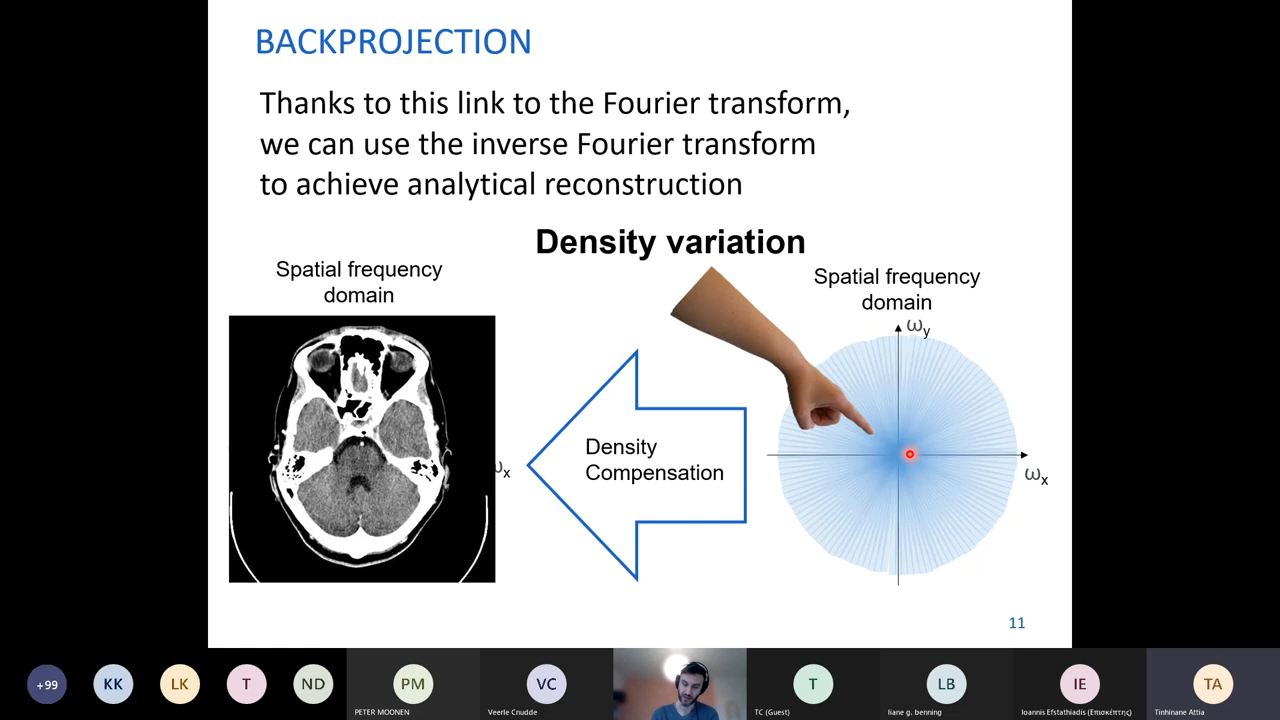 BACKPROJECTION
Thanks to this link to the Fourier transform,
we can use the inverse Fourier transform
to achieve analytical reconstruction
Density variation
Spatial frequency
domain
Spatial frequency
domain
ωy
Density
Compensation
ωx
ωx
11
+99
KK
LK
T
ND
PM
VC
T
LB
IE
TA
PETER MOONEN
Veerle Cnudde
TC (Guest)
liane g. benning
Ioannis Efstathiadis (Επισκέπτης)
Tinhinane Attia